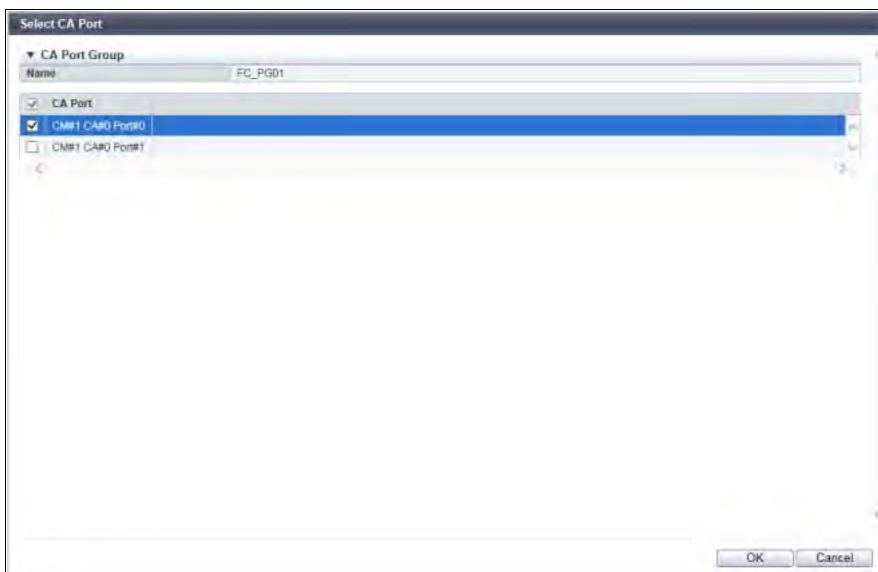 Select CA Port
▼ CA Port Group
Name FC_PG01
CA Port
CM#1 CA#0 Port#0
CM#1 CA#0 Port#1
OK Cancel